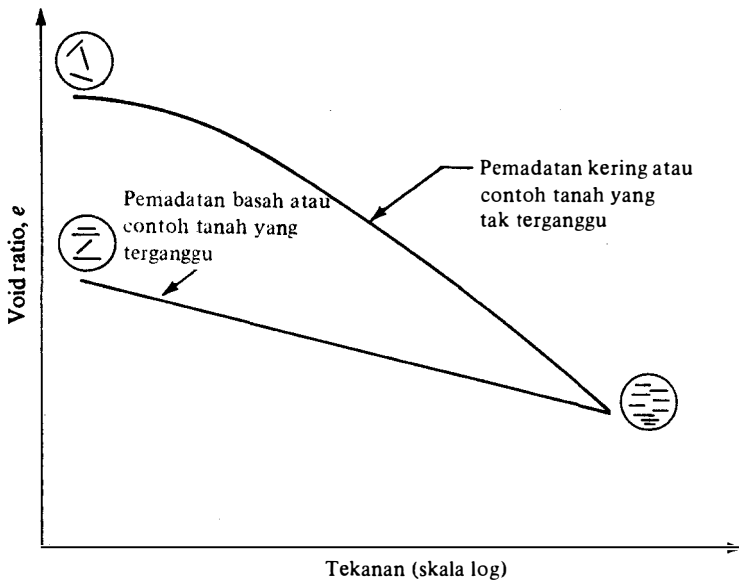 Pemadatan kering atau
contoh tanah yang
tak terganggu
Pemadatan basah atau
contoh tanah yang
terganggu
Void ratio, e
Tekanan (skala log)